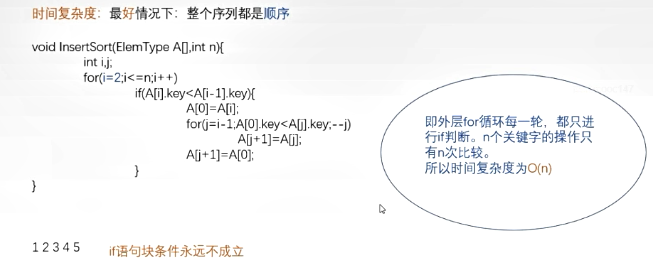 时间复杂度：最好情况下：整个序列都是顺序
void InsertSort(ElemType A[],int n){
int i,j;
for(i=2;i<=n;i++)
if(A[i].key<A[i-1].key){
A[0]=A[i];
for(j=i-1;A[0].key<A[j].key;--j)
A[j+1]=A[j];
A[j+1]=A[0];
}
}
即外层for循环每一轮，都只进
行if判断。n个关键字的操作只
有n次比较。
所以时间复杂度为O(n)
1 2 3 4 5 if语句块条件永远不成立